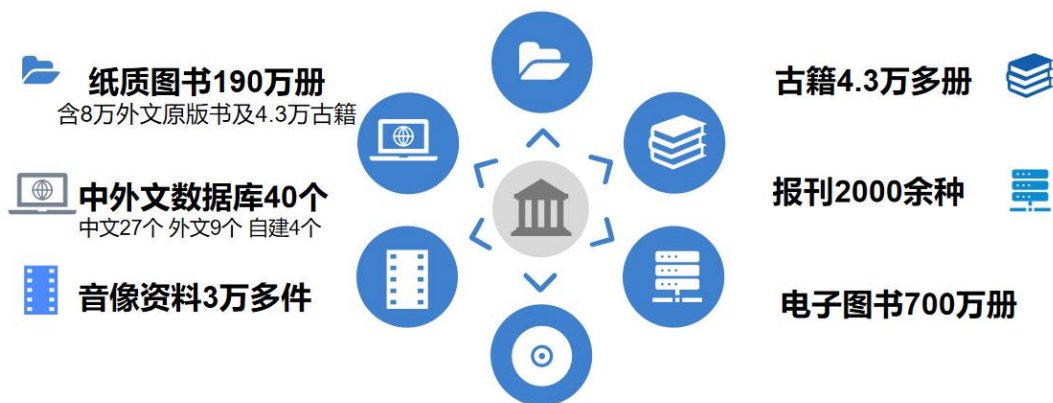 纸质图书190万册
含8万外文原版书及4.3万古籍
中外文数据库40个
中文27个 外文9个 自建4个
音像资料3万多件
古籍4.3万多册
报刊2000余种
电子图书700万册